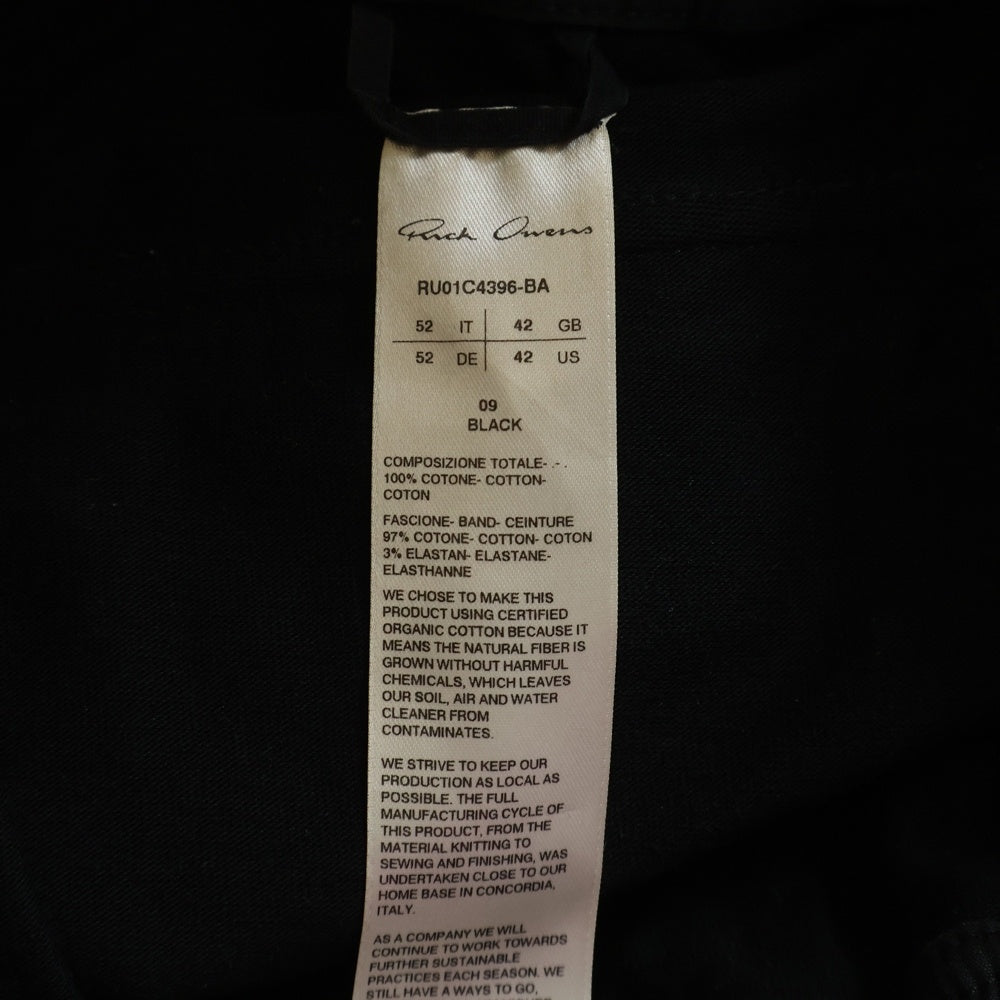 Rick Owens
RU01C4396-BA
52 IT 42 GB
52 DE 42 US
09
BLACK
COMPOSIZIONE TOTALE- .- .
100% COTONE- COTTON-
COTON
FASCIONE- BAND- CEINTURE
97% COTONE- COTTON- COTON
3% ELASTAN- ELASTANE-
ELASTHANNE
WE CHOSE TO MAKE THIS
PRODUCT USING CERTIFIED
ORGANIC COTTON BECAUSE IT
MEANS THE NATURAL FIBER IS
GROWN WITHOUT HARMFUL
CHEMICALS, WHICH LEAVES
OUR SOIL, AIR AND WATER
CLEANER FROM
CONTAMINATES.
WE STRIVE TO KEEP OUR
PRODUCTION AS LOCAL AS
POSSIBLE. THE FULL
MANUFACTURING CYCLE OF
THIS PRODUCT, FROM THE
MATERIAL KNITTING TO
SEWING AND FINISHING, WAS
UNDERTAKEN CLOSE TO OUR
HOME BASE IN CONCORDIA,
ITALY.
AS A COMPANY WE WILL
CONTINUE TO WORK TOWARDS
FURTHER SUSTAINABLE
PRACTICES EACH SEASON. WE
STILL HAVE A WAYS TO GO,